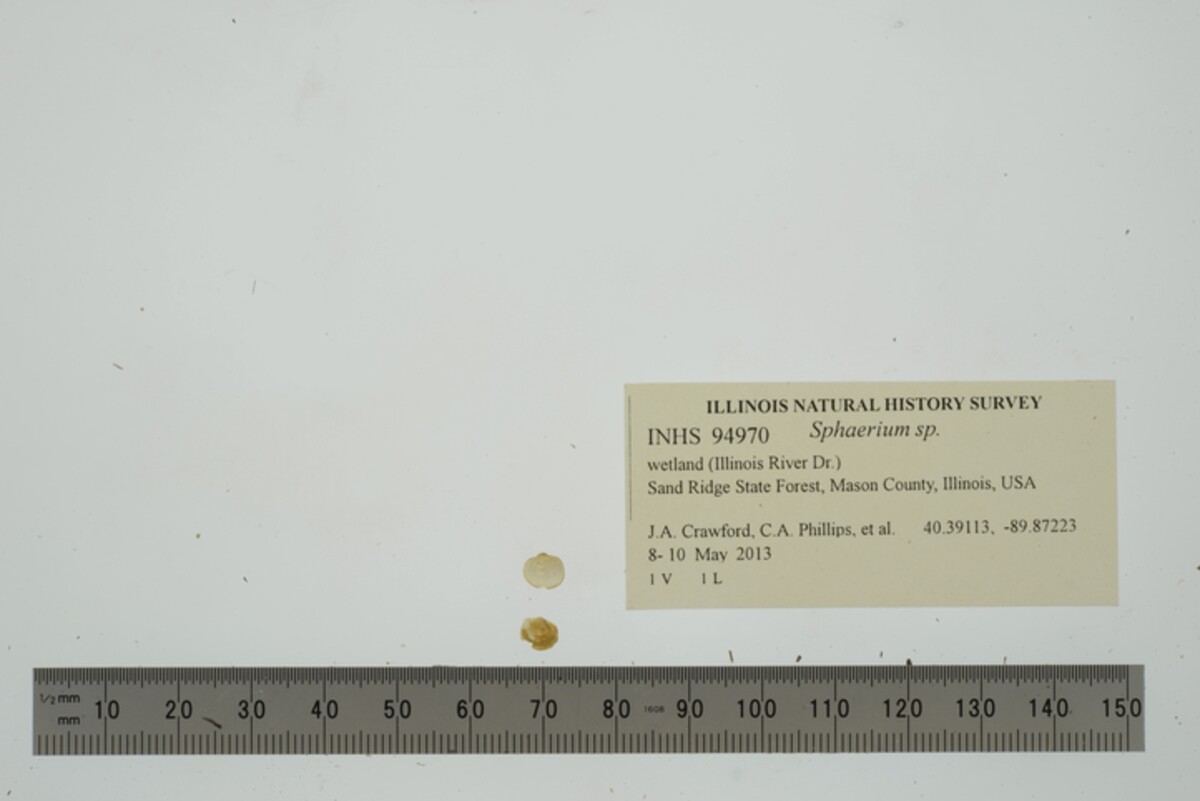 ILLINOIS NATURAL HISTORY SURVEY
INHS 94970 Sphaerium sp.
wetland (Illinois River Dr.)
Sand Ridge State Forest, Mason County, Illinois, USA
J.A. Crawford, C.A. Phillips, et al. 40.39113, -89.87223
8- 10 May 2013
1 V 1 L
1/2 mm
mm 10 20 30 40 50 60 70 80 1608 90 100 110 120 130 140 150